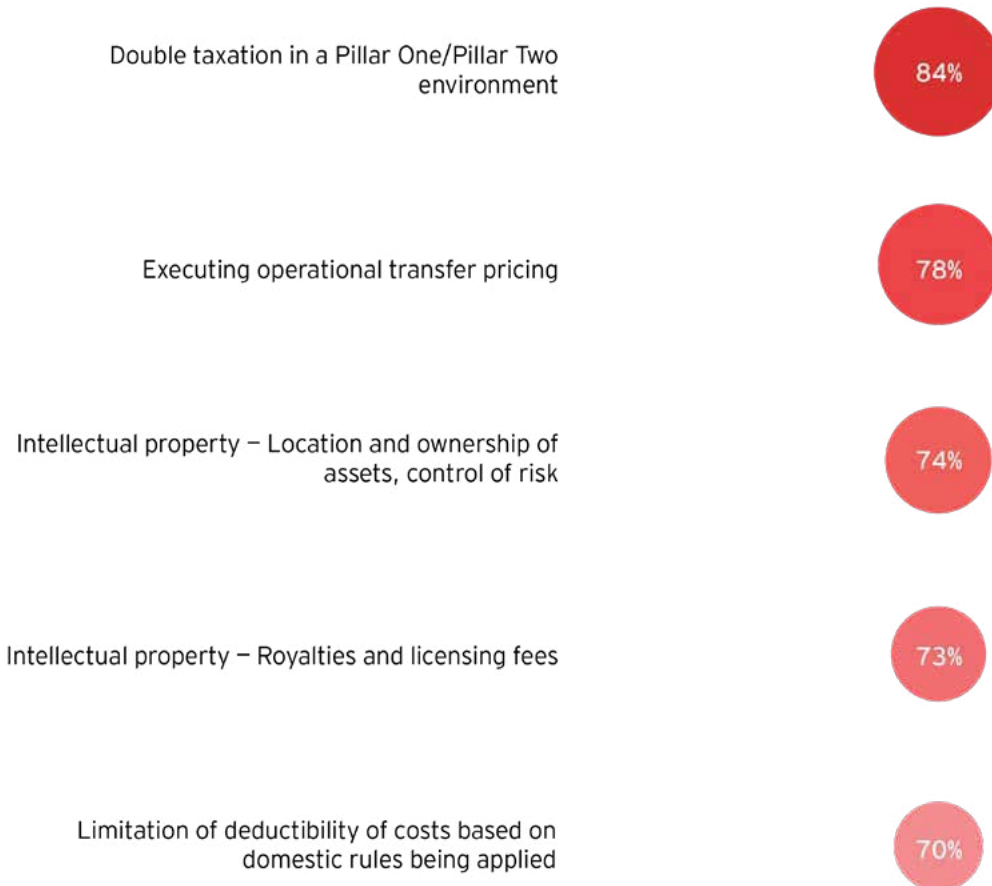 Double taxation in a Pillar One/Pillar Two
environment
84%
Executing operational transfer pricing
78%
Intellectual property – Location and ownership of
assets, control of risk
74%
Intellectual property – Royalties and licensing fees
73%
Limitation of deductibility of costs based on
domestic rules being applied
70%